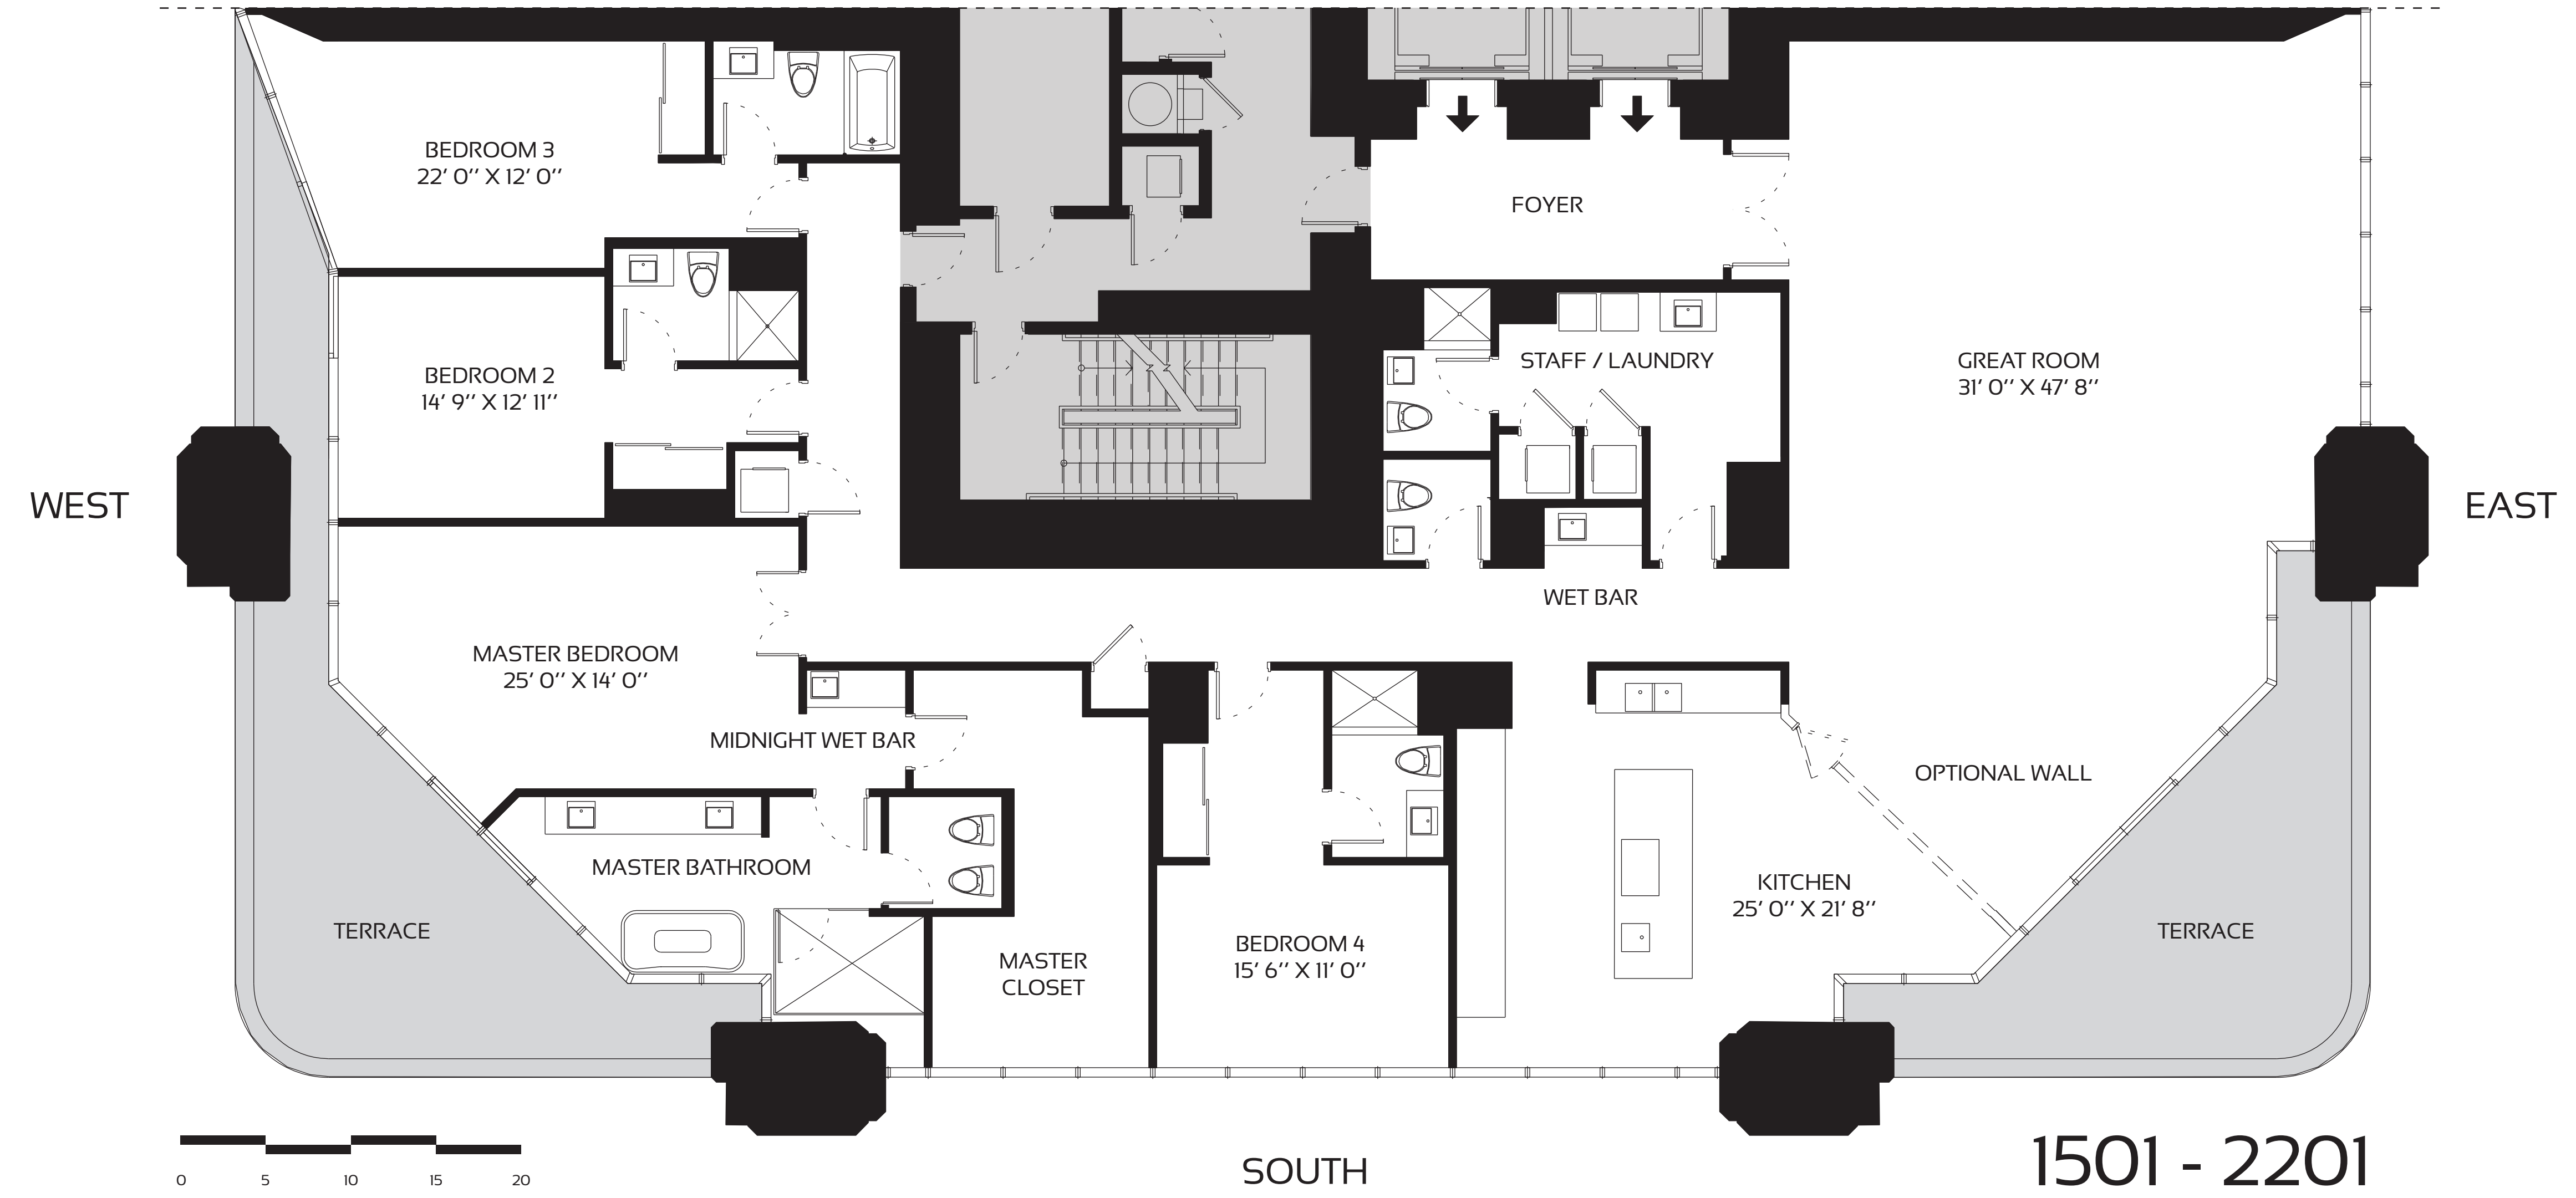 BEDROOM 3
22' 0'' X 12' 0''
FOYER
BEDROOM 2
14' 9'' X 12' 11''
STAFF / LAUNDRY
GREAT ROOM
31' 0'' X 47' 8''
WEST
EAST
WET BAR
MASTER BEDROOM
25' 0'' X 14' 0''
MIDNIGHT WET BAR
OPTIONAL WALL
MASTER BATHROOM
KITCHEN
25' 0'' X 21' 8''
TERRACE
BEDROOM 4
15' 6'' X 11' 0''
MASTER
CLOSET
TERRACE
0 5 10 15 20
SOUTH
1501 - 2201